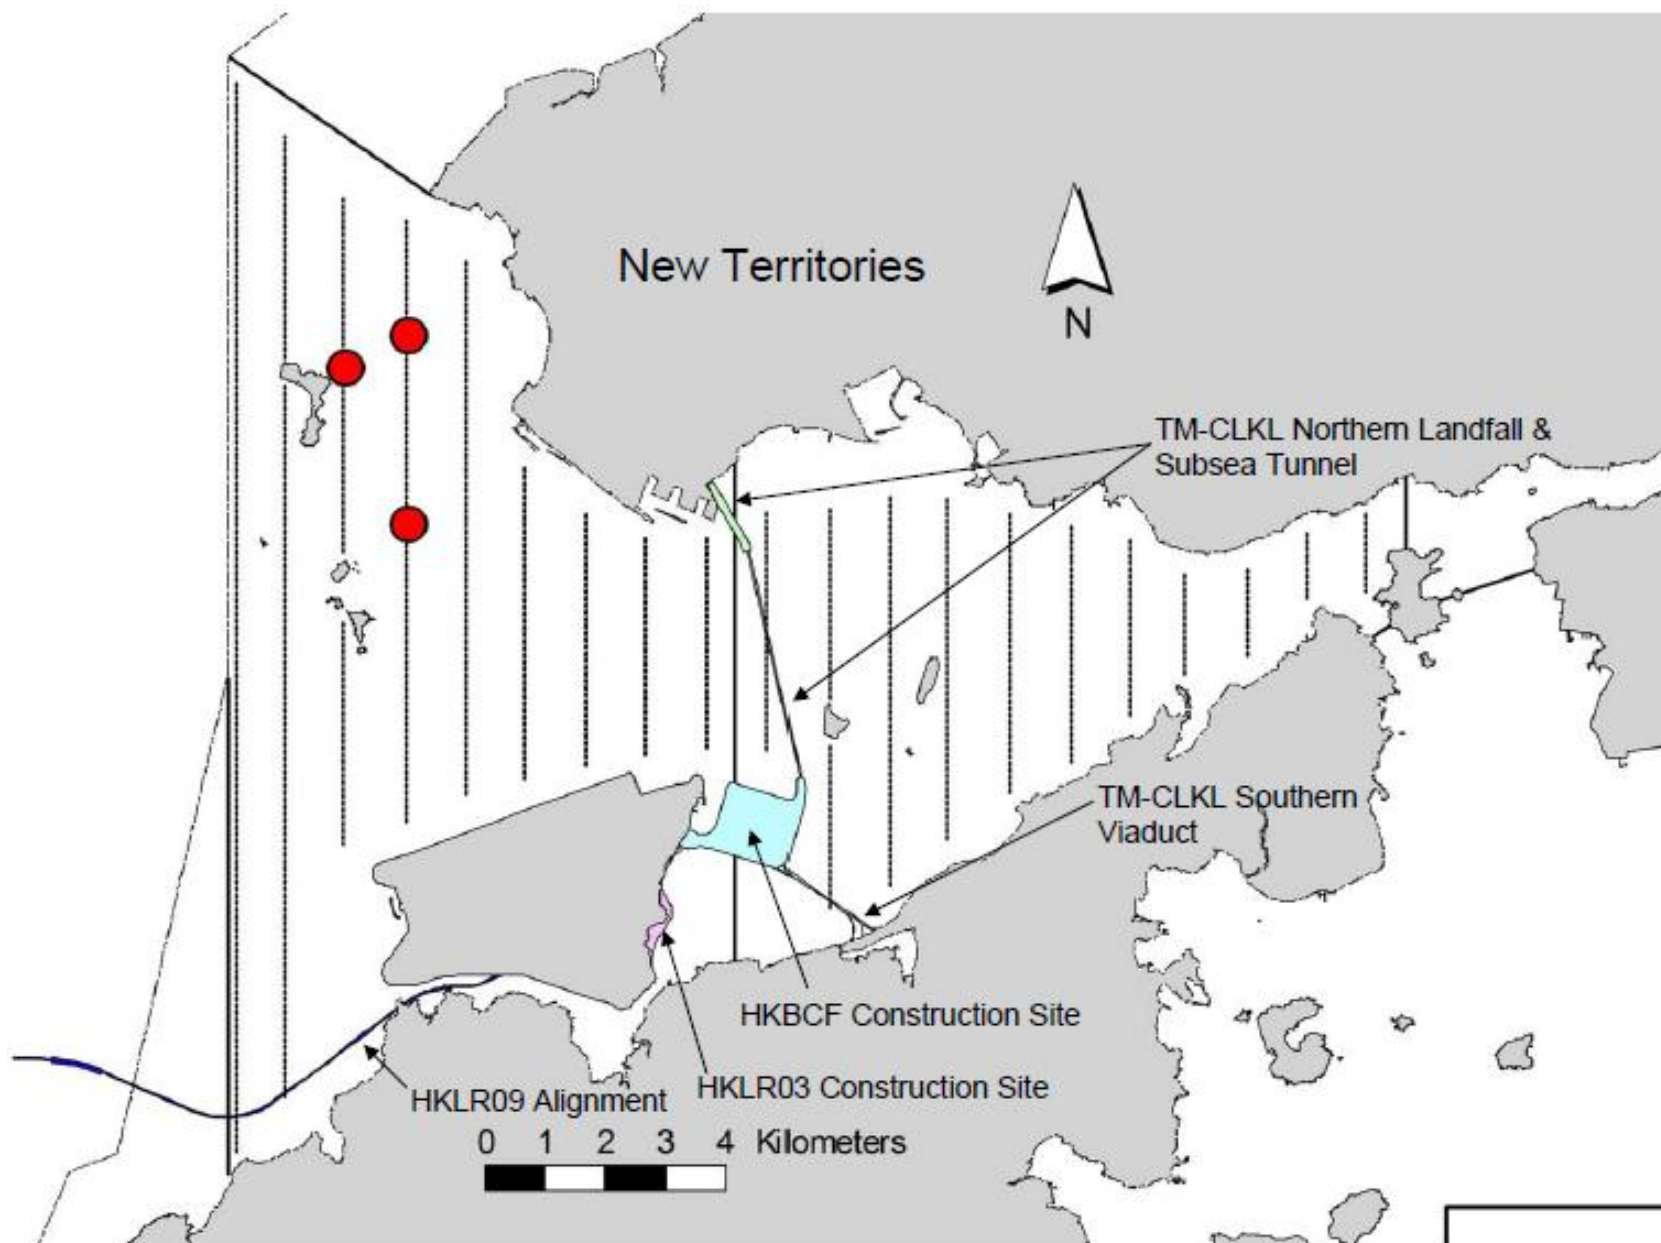 New Territories
N
TM-CLKL Northern Landfall &
Subsea Tunnel
TM-CLKL Southern
Viaduct
HKBCF Construction Site
HKLR03 Construction Site
HKLR09 Alignment
0 1 2 3 4 Kilometers